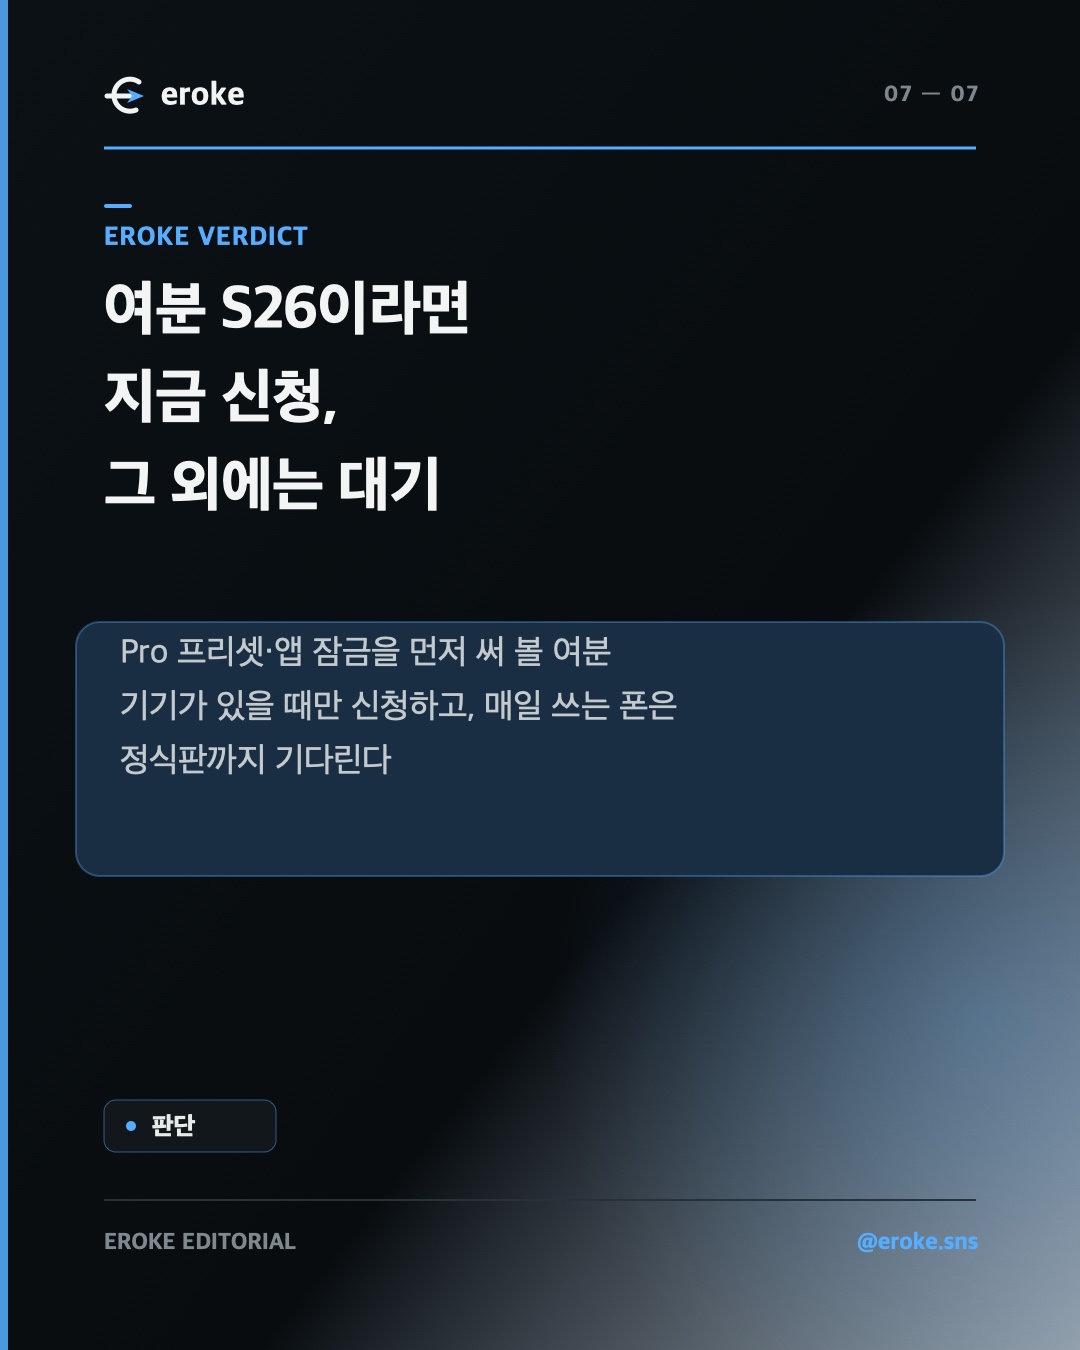 eroke
07 — 07
EROKE VERDICT
여분 S26이라면
지금 신청,
그 외에는 대기
Pro 프리셋·앱 잠금을 먼저 써 볼 여분
기기가 있을 때만 신청하고, 매일 쓰는 폰은
정식판까지 기다린다
판단
EROKE EDITORIAL
@eroke.sns